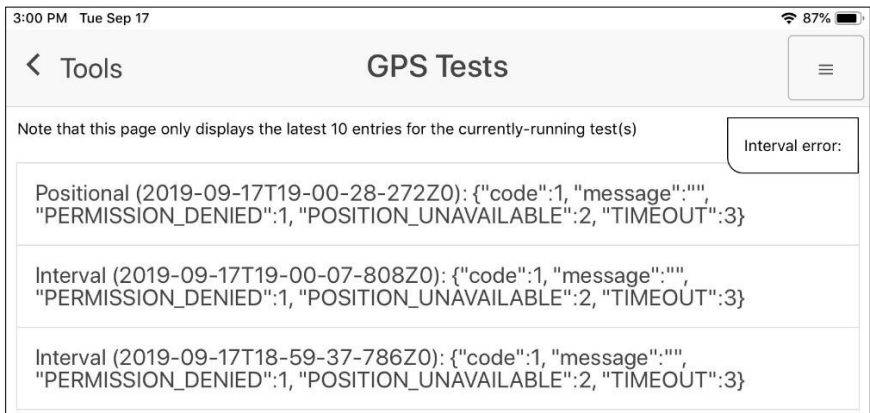 3:00 PM Tue Sep 17
87%
Tools
GPS Tests
Note that this page only displays the latest 10 entries for the currently-running test(s)
Interval error:
Positional (2019-09-17T19-00-28-272Z0): {"code":1, "message":"",
"PERMISSION_DENIED":1, "POSITION_UNAVAILABLE":2, "TIMEOUT":3}
Interval (2019-09-17T19-00-07-808Z0): {"code":1, "message":"",
"PERMISSION_DENIED":1, "POSITION_UNAVAILABLE":2, "TIMEOUT":3}
Interval (2019-09-17T18-59-37-786Z0): {"code":1, "message":"",
"PERMISSION_DENIED":1, "POSITION_UNAVAILABLE":2, "TIMEOUT":3}